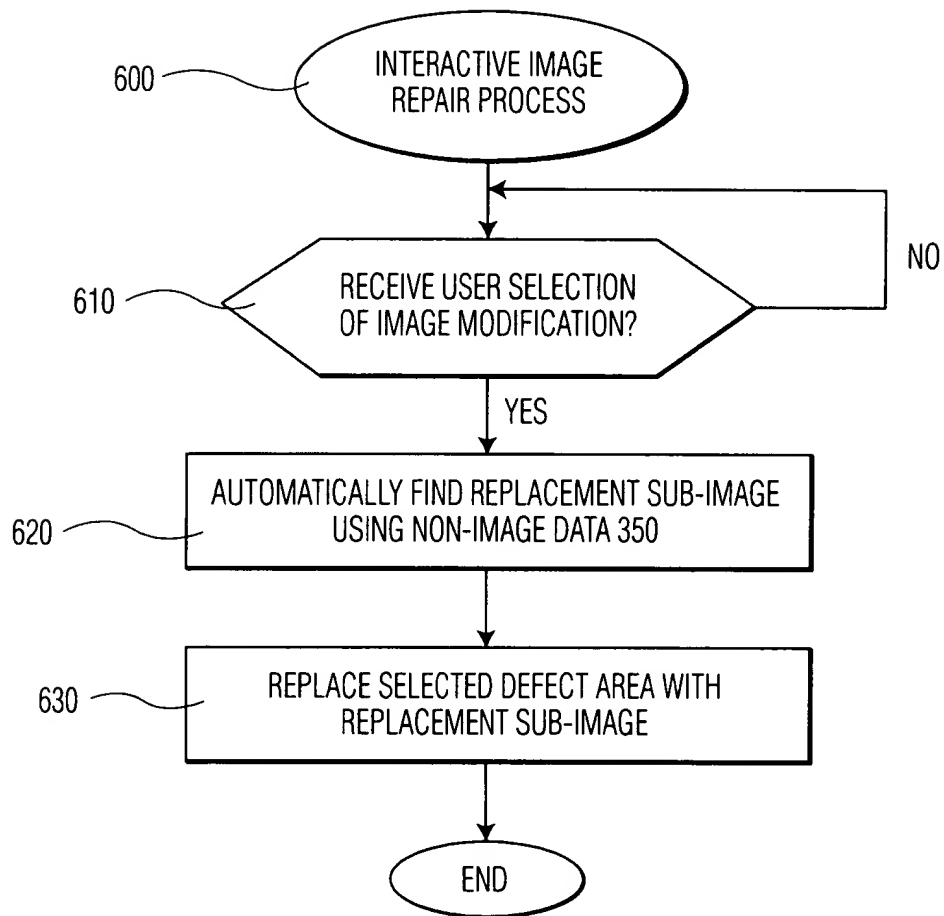 600
INTERACTIVE IMAGE
REPAIR PROCESS
NO
610
RECEIVE USER SELECTION
OF IMAGE MODIFICATION?
YES
620
AUTOMATICALLY FIND REPLACEMENT SUB-IMAGE
USING NON-IMAGE DATA 350
630
REPLACE SELECTED DEFECT AREA WITH
REPLACEMENT SUB-IMAGE
END